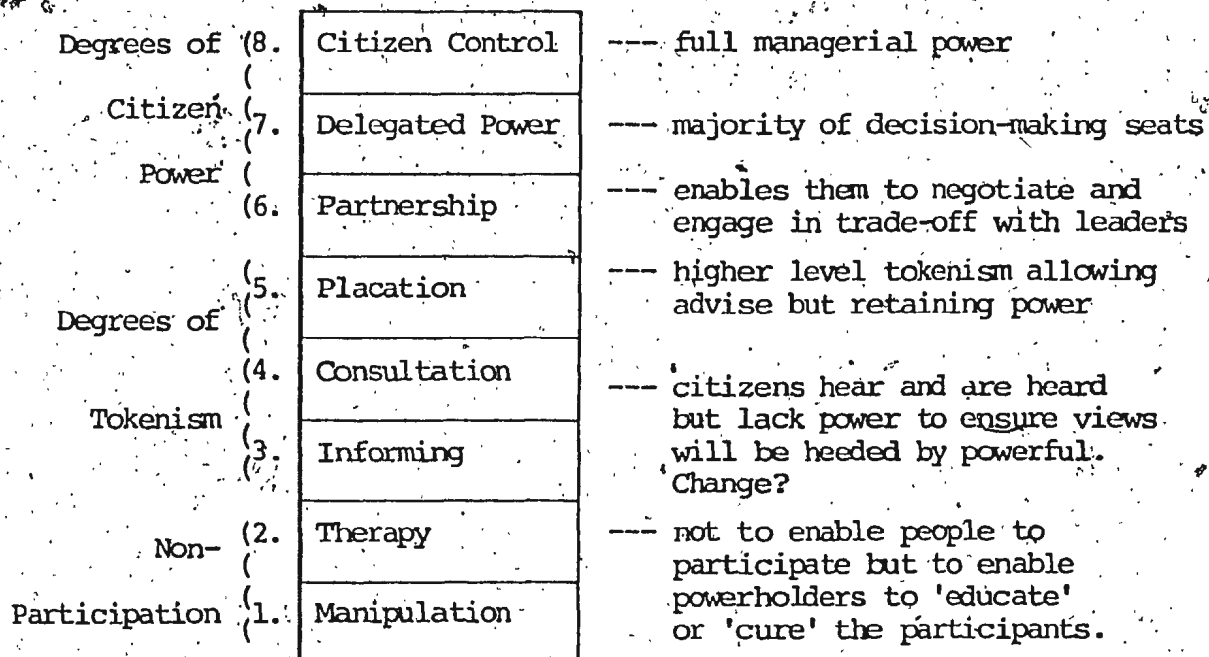 Degrees of (8. Citizen Control --- full managerial power
Citizen (7. Delegated Power --- majority of decision-making seats
Power (
(6. Partnership --- enables them to negotiate and
engage in trade-off with leaders
(5. Placation --- higher level tokenism allowing
advise but retaining power
Degrees of
(4. Consultation --- citizens hear and are heard
but lack power to ensure views
Tokenism
(3. Informing will be heeded by powerful.
Change?
Non- (2. Therapy --- not to enable people to
participate but to enable
powerholders to 'educate'
Participation (1. Manipulation or 'cure' the participants.